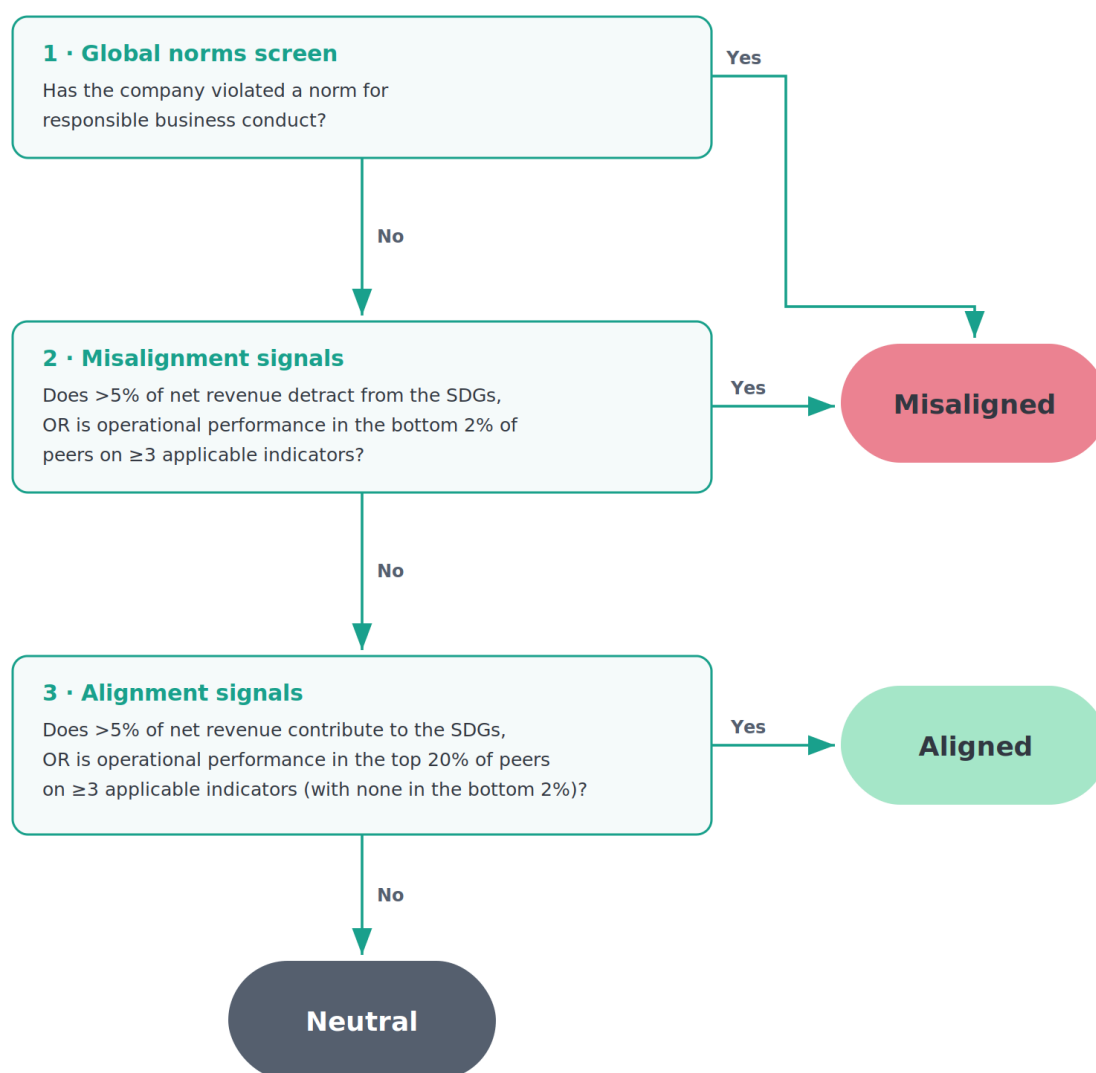 1 · Global norms screen
Has the company violated a norm for
responsible business conduct?
Yes
No
2 · Misalignment signals
Does >5% of net revenue detract from the SDGs,
OR is operational performance in the bottom 2% of
peers on ≥3 applicable indicators?
Yes
Misaligned
No
3 · Alignment signals
Does >5% of net revenue contribute to the SDGs,
OR is operational performance in the top 20% of peers
on ≥3 applicable indicators (with none in the bottom 2%)?
Yes
Aligned
No
Neutral